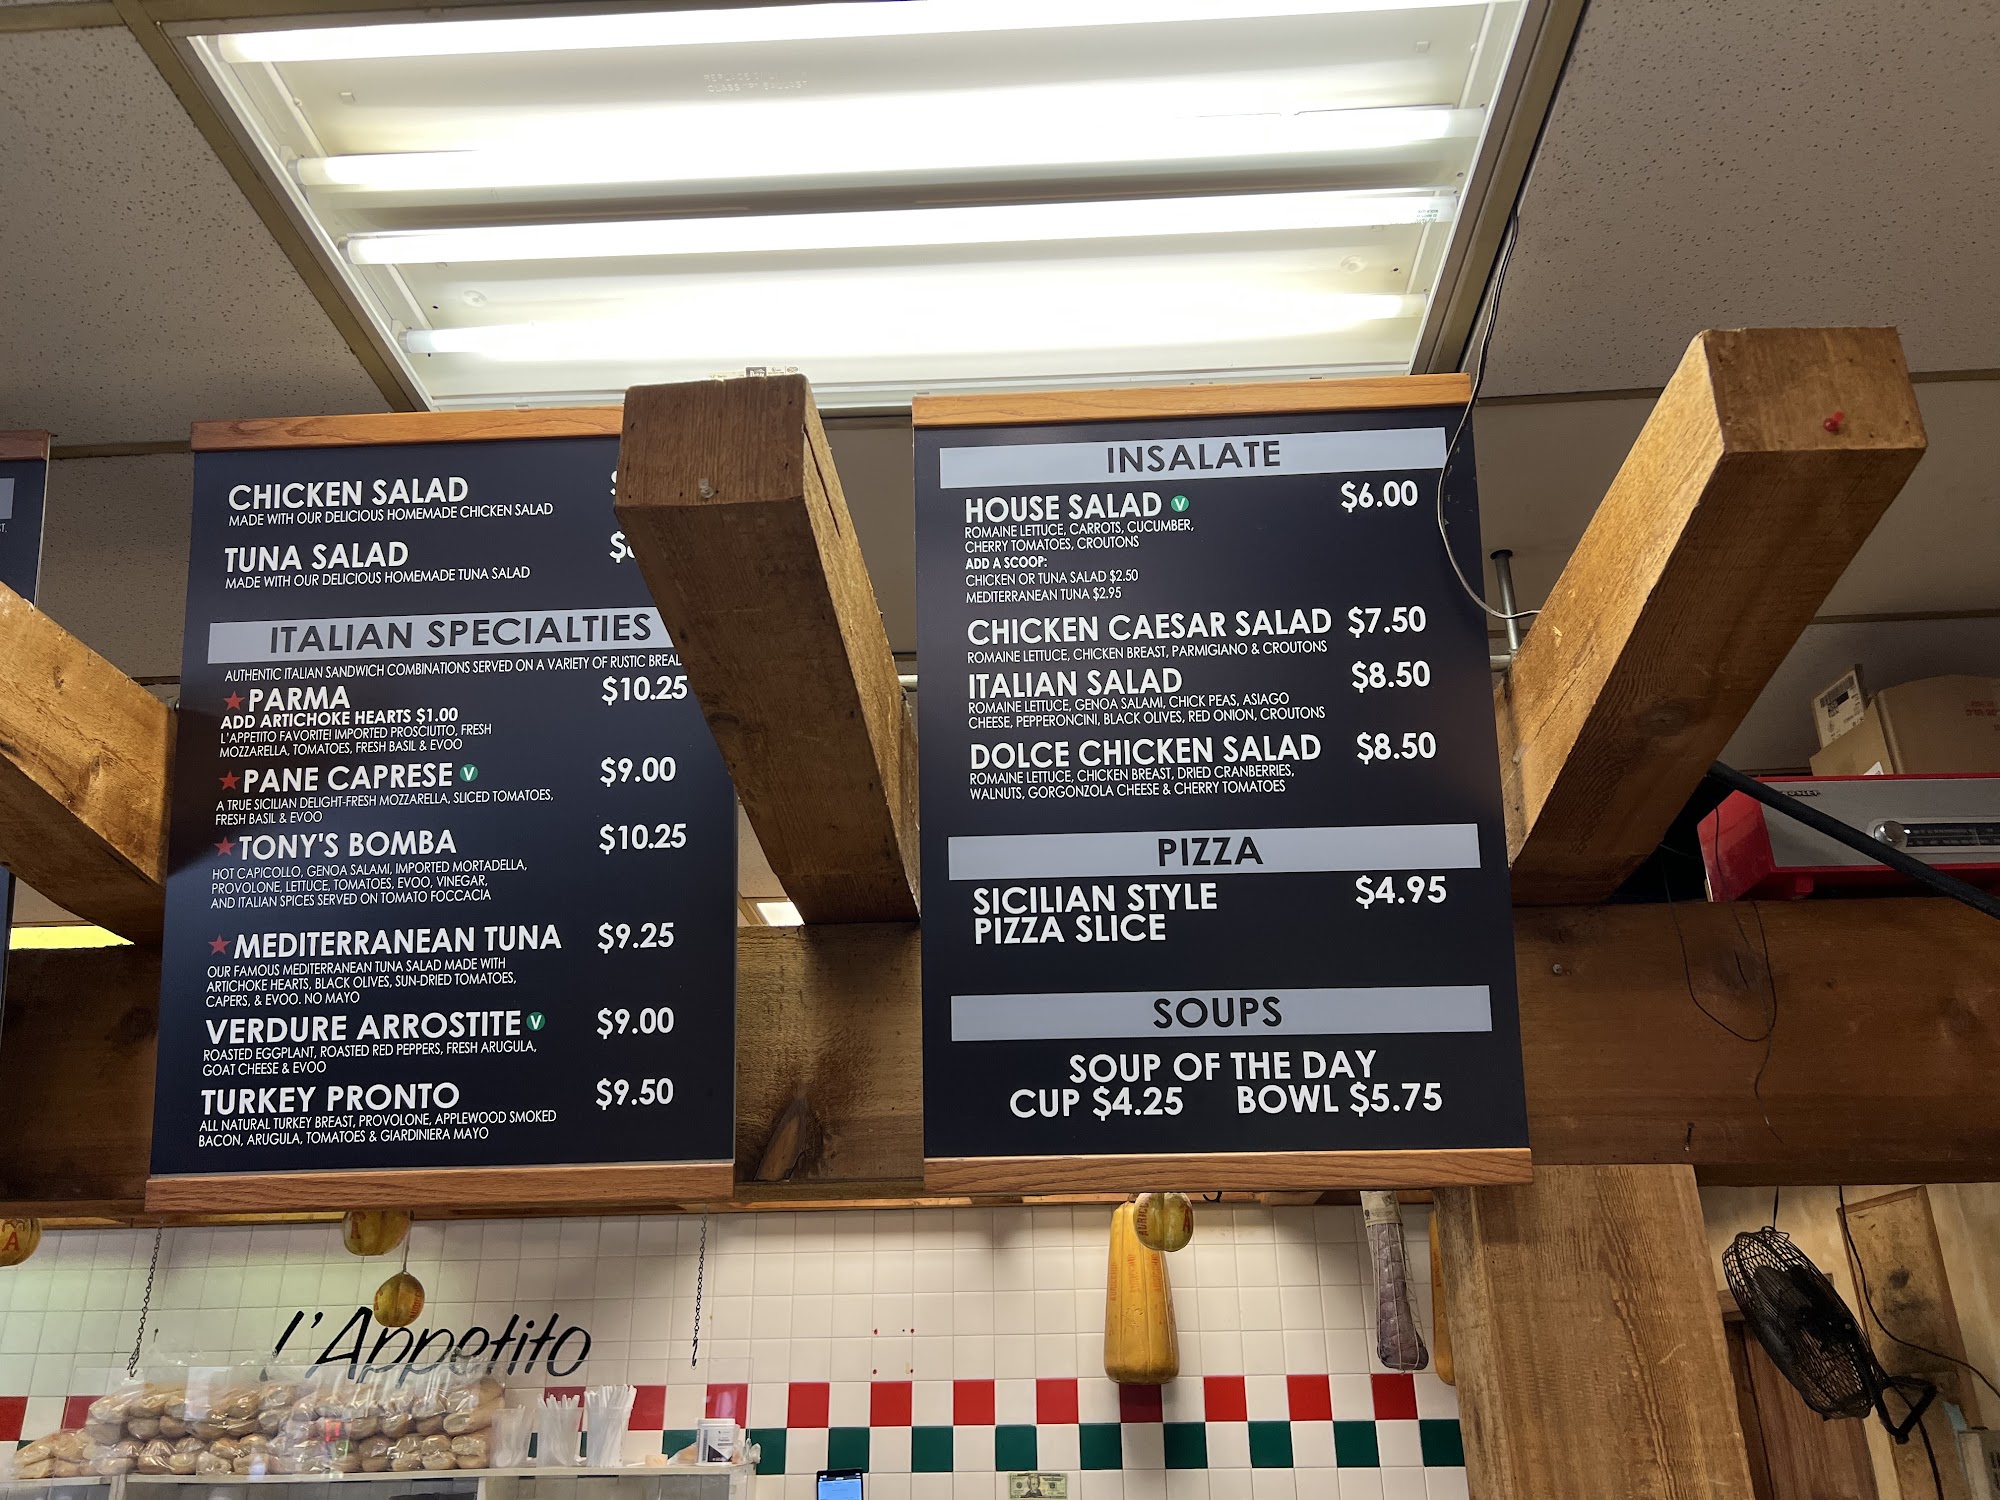 CHICKEN SALAD
MADE WITH OUR DELICIOUS HOMEMADE CHICKEN SALAD
TUNA SALAD
MADE WITH OUR DELICIOUS HOMEMADE TUNA SALAD
ITALIAN SPECIALTIES
AUTHENTIC ITALIAN SANDWICH COMBINATIONS SERVED ON A VARIETY OF RUSTIC
PARMA $10.25
ADD ARTICHOKE HEARTS $1.00
L'APPETITO FAVORITE! IMPORTED PROSCIUTTO, FRESH
MOZZARELLA, TOMATOES, FRESH BASIL & EVOO
PANE CAPRESE V $9.00
A TRUE SICILIAN DELIGHT-FRESH MOZZARELLA, SLICED TOMATOES,
FRESH BASIL & EVOO
TONY'S BOMBA $10.25
HOT CAPICOLLO, GENOA SALAMI, IMPORTED MORTADELLA,
PROVOLONE, LETTUCE, TOMATOES, EVOO, VINEGAR,
AND ITALIAN SPICES SERVED ON TOMATO FOCCACIA
MEDITERRANEAN TUNA $9.25
OUR FAMOUS MEDITERRANEAN TUNA SALAD MADE WITH
ARTICHOKE HEARTS, BLACK OLIVES, SUN-DRIED TOMATOES,
CAPERS, & EVOO. NO MAYO
VERDURE ARROSTITE V $9.00
ROASTED EGGPLANT, ROASTED RED PEPPERS, FRESH ARUGULA,
GOAT CHEESE & EVOO
TURKEY PRONTO $9.50
ALL NATURAL TURKEY BREAST, PROVOLONE, APPLEWOOD SMOKED
BACON, ARUGULA, TOMATOES & GIARDINIERA MAYO
INSALATE
HOUSE SALAD V $6.00
ROMAINE LETTUCE, CARROTS, CUCUMBER,
CHERRY TOMATOES, CROUTONS
ADD A SCOOP:
CHICKEN OR TUNA SALAD $2.50
MEDITERRANEAN TUNA $2.95
CHICKEN CAESAR SALAD $7.50
ROMAINE LETTUCE, CHICKEN BREAST, PARMIGIANO & CROUTONS
ITALIAN SALAD $8.50
ROMAINE LETTUCE, GENOA SALAMI, CHICK PEAS, ASIAGO
CHEESE, PEPPERONCINI, BLACK OLIVES, RED ONION, CROUTONS
DOLCE CHICKEN SALAD $8.50
ROMAINE LETTUCE, CHICKEN BREAST, DRIED CRANBERRIES,
WALNUTS, GORGONZOLA CHEESE & CHERRY TOMATOES
PIZZA
SICILIAN STYLE $4.95
PIZZA SLICE
SOUPS
SOUP OF THE DAY
CUP $4.25 BOWL $5.75
L'Appetito